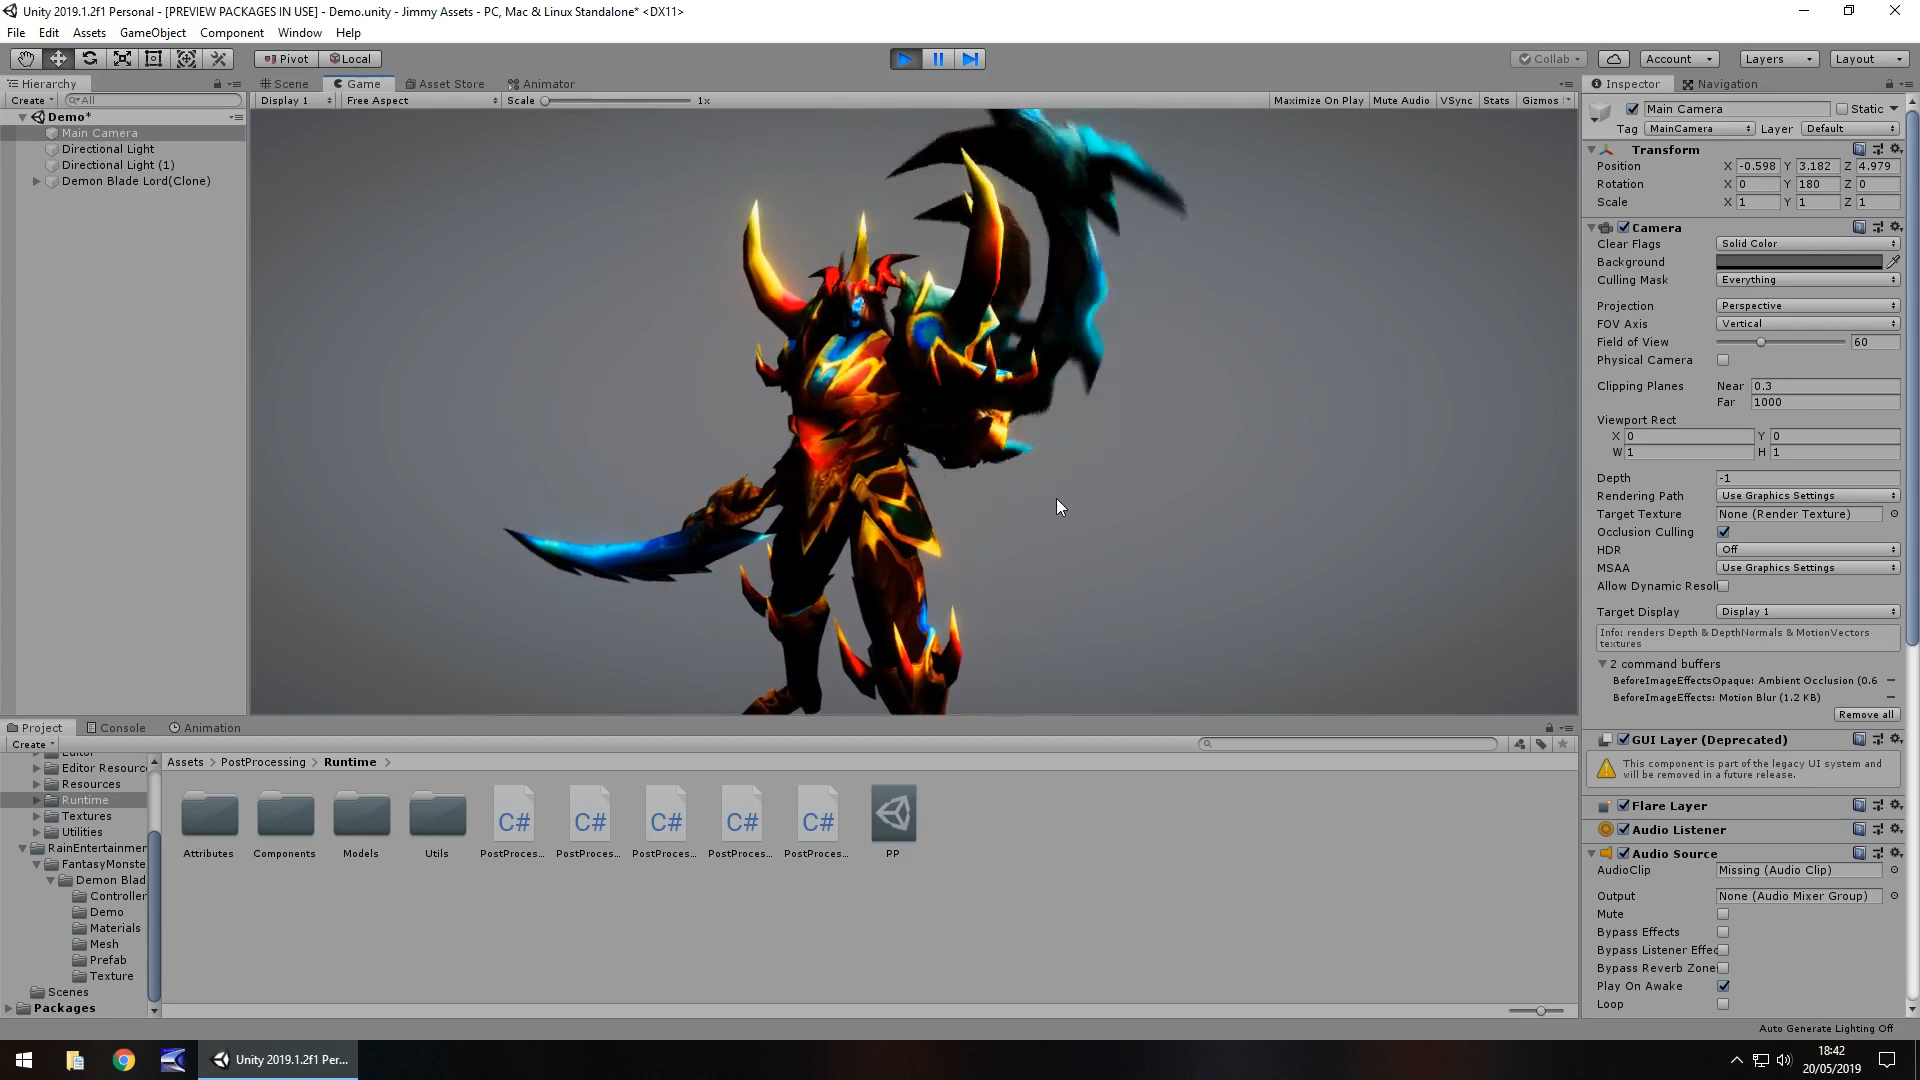 Unity 2019.1.2f1 Personal - [PREVIEW PACKAGES IN USE] - Demo.unity - Jimmy Assets - PC, Mac & Linux Standalone* <DX11>
File Edit Assets GameObject Component Window Help
Pivot Local Collab Account Layers Layout
Hierarchy Scene Game Asset Store Animator Inspector Navigation
Create All Display 1 Free Aspect Scale 1x Maximize On Play Mute Audio VSync Stats Gizmos
Demo*
Main Camera
Directional Light
Directional Light (1)
Demon Blade Lord(Clone)
Main Camera Static
Tag MainCamera Layer Default
Transform
Position X -0.598 Y 3.182 Z 4.979
Rotation X 0 Y 180 Z 0
Scale X 1 Y 1 Z 1
Camera
Clear Flags Solid Color
Background
Culling Mask Everything
Projection Perspective
FOV Axis Vertical
Field of View 60
Physical Camera
Clipping Planes Near 0.3
Far 1000
Viewport Rect
X 0 Y 0
W 1 H 1
Depth -1
Rendering Path Use Graphics Settings
Target Texture None (Render Texture)
Occlusion Culling
HDR Off
MSAA Use Graphics Settings
Allow Dynamic Resol
Target Display Display 1
Info: renders Depth & DepthNormals & MotionVectors
textures
2 command buffers
BeforeImageEffectsOpaque: Ambient Occlusion (0.6
BeforeImageEffects: Motion Blur (1.2 KB)
Remove all
GUI Layer (Deprecated)
This component is part of the legacy UI system and
will be removed in a future release.
Flare Layer
Audio Listener
Audio Source
AudioClip Missing (Audio Clip)
Output None (Audio Mixer Group)
Mute
Bypass Effects
Bypass Listener Effec
Bypass Reverb Zone
Play On Awake
Loop
Project Console Animation
Create
Editor
Editor Resourc
Resources
Runtime
Textures
Utilities
RainEntertainmen
FantasyMonste
Demon Blad
Controller
Demo
Materials
Mesh
Prefab
Texture
Scenes
Packages
Assets > PostProcessing > Runtime >
C# C# C# C# C#
Attributes Components Models Utils PostProces... PostProces... PostProces... PostProces... PostProces... PP
Auto Generate Lighting Off
Unity 2019.1.2f1 Per...
18:42
20/05/2019